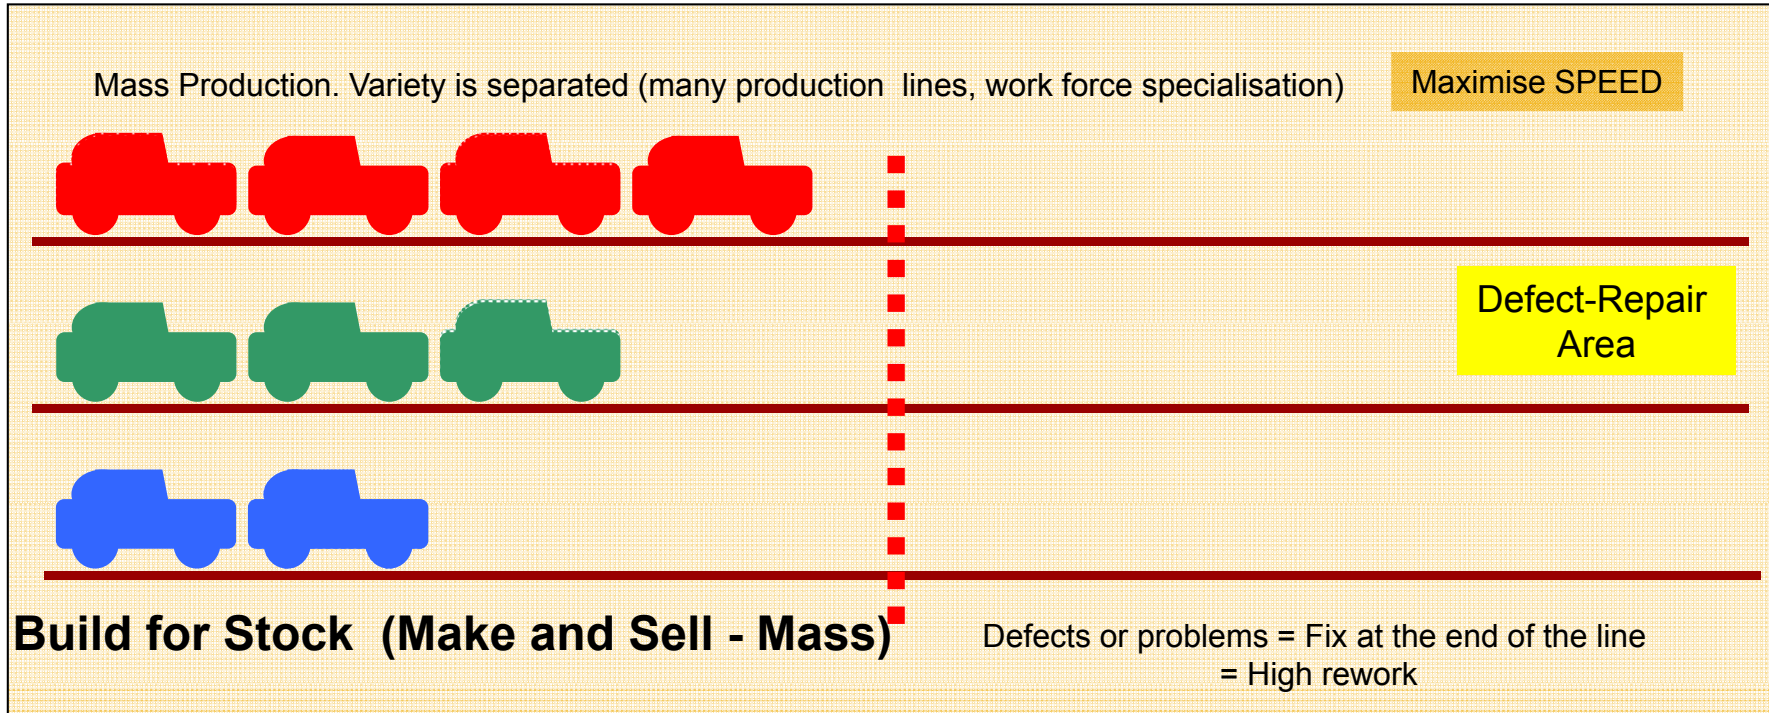 Mass Production. Variety is separated (many production lines, work force specialisation)
Maximise SPEED
Defect-Repair
Area
Build for Stock (Make and Sell - Mass)
Defects or problems = Fix at the end of the line
= High rework